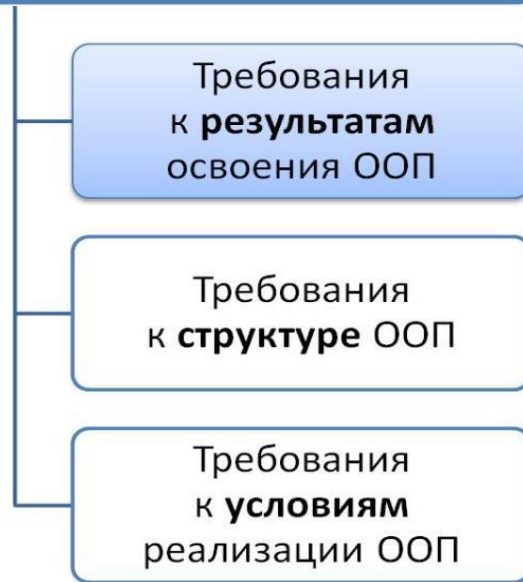 Требования
к результатам
освоения ООП
Требования
к структуре ООП
Требования
к условиям
реализации ООП